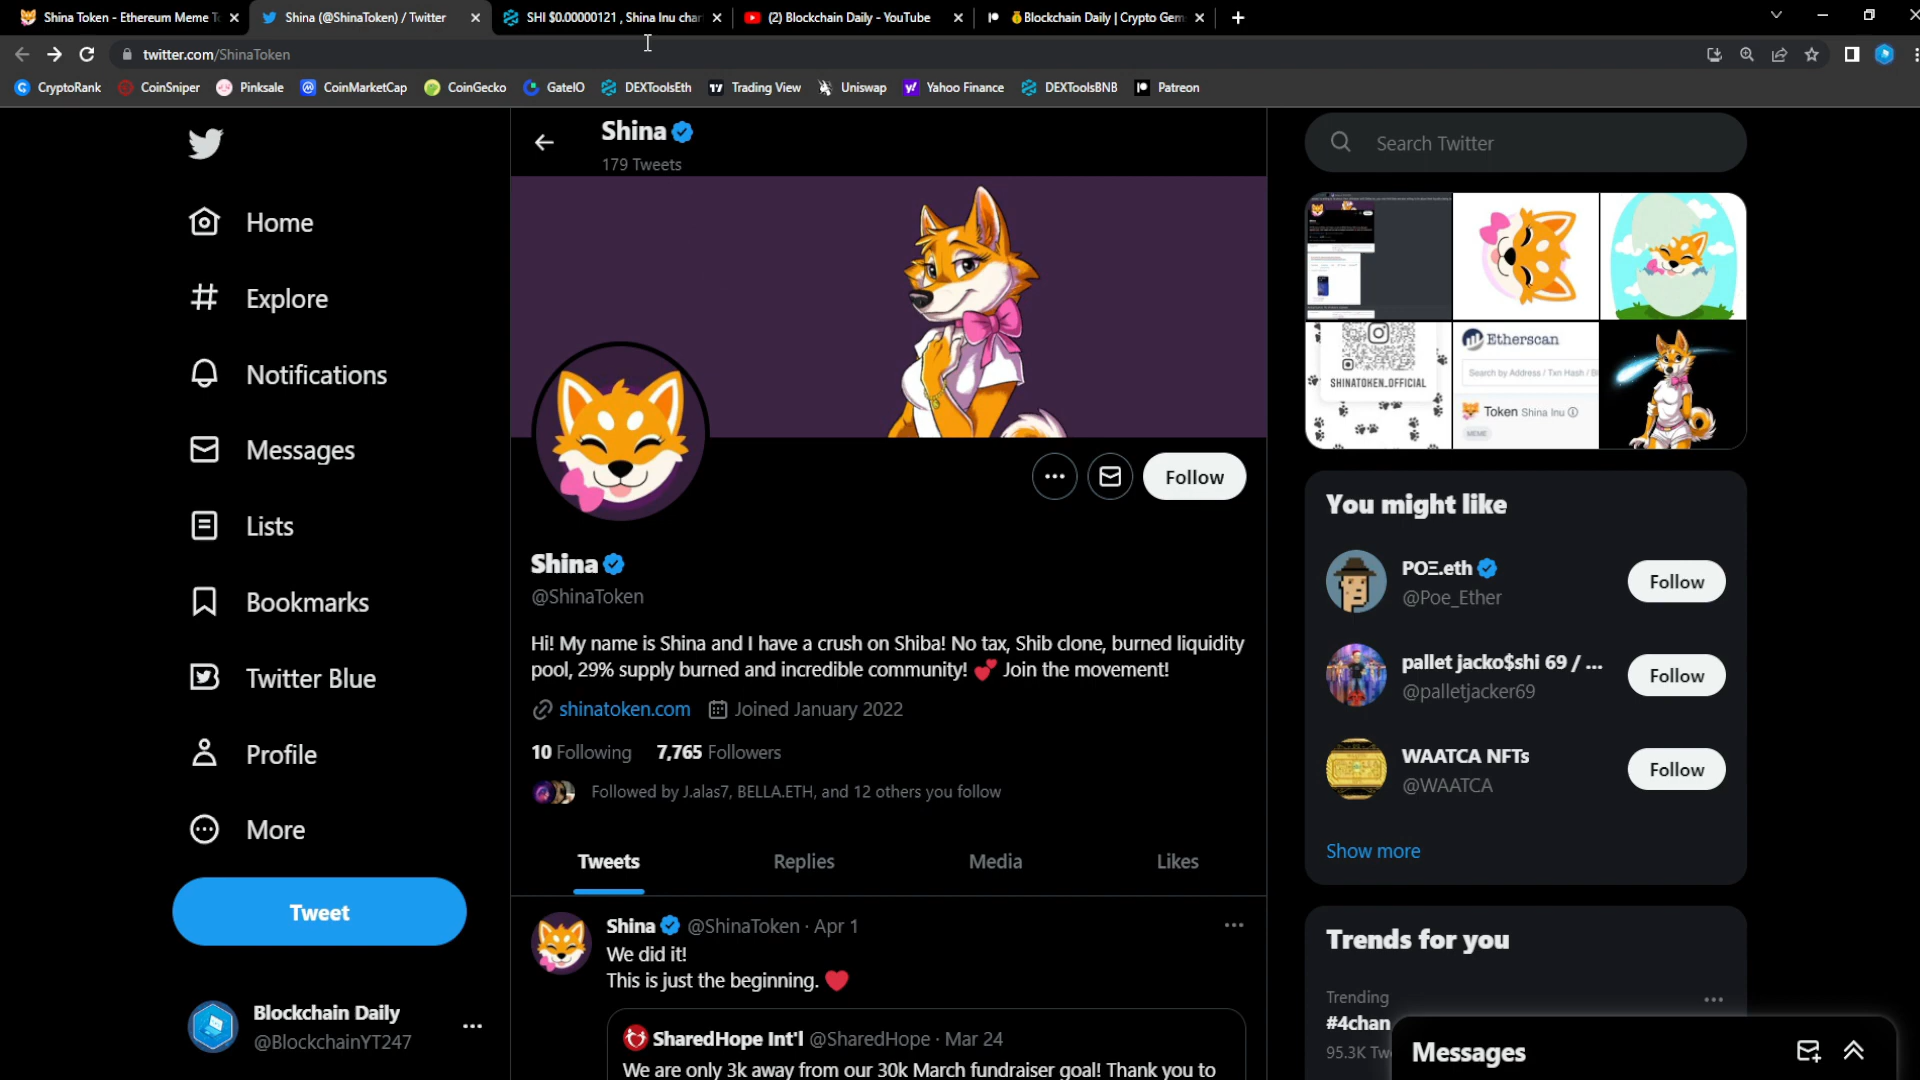 Shina Token - Ethereum Meme To
Shina (@ShinaToken) / Twitter
SHI $0.00000121 , Shina Inu char
(2) Blockchain Daily - YouTube
Blockchain Daily | Crypto Gem
twitter.com/ShinaToken
CryptoRank
CoinSniper
Pinksale
CoinMarketCap
CoinGecko
GateIO
DEXToolsEth
Trading View
Uniswap
Yahoo Finance
DEXToolsBNB
Patreon
Home
Explore
Notifications
Messages
Lists
Bookmarks
Twitter Blue
Profile
More
Tweet
Blockchain Daily
@BlockchainYT247
Shina
179 Tweets
Follow
Shina
@ShinaToken
Hi! My name is Shina and I have a crush on Shiba! No tax, Shib clone, burned liquidity
pool, 29% supply burned and incredible community! 💕 Join the movement!
shinatoken.com Joined January 2022
10 Following 7,765 Followers
Followed by J.alas7, BELLA.ETH, and 12 others you follow
Tweets Replies Media Likes
Shina @ShinaToken · Apr 1
We did it!
This is just the beginning. ❤️
SharedHope Int'l @SharedHope · Mar 24
We are only 3k away from our 30k March fundraiser goal! Thank you to
Search Twitter
SHINATOKEN.OFFICIAL
Etherscan
Search by Address / Txn Hash / Bl
Token Shina Inu
MEME
You might like
POΞ.eth
@Poe_Ether
Follow
pallet jacko$shi 69 / ...
@palletjacker69
Follow
WAATCA NFTs
@WAATCA
Follow
Show more
Trends for you
Trending
#4chan
95.3K Tw
Messages